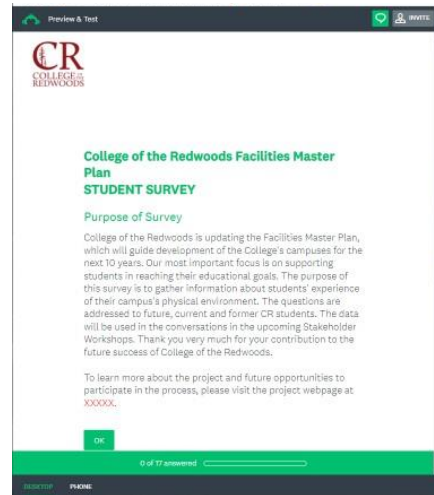 Preview & Test
INVITE
CR
COLLEGE OF THE
REDWOODS
College of the Redwoods Facilities Master
Plan
STUDENT SURVEY
Purpose of Survey
College of the Redwoods is updating the Facilities Master Plan,
which will guide development of the College's campuses for the
next 10 years. Our most important focus is on supporting
students in reaching their educational goals. The purpose of
this survey is to gather information about students' experience
of their campus's physical environment. The questions are
addressed to future, current and former CR students. The data
will be used in the conversations in the upcoming Stakeholder
Workshops. Thank you very much for your contribution to the
future success of College of the Redwoods.
To learn more about the project and future opportunities to
participate in the process, please visit the project webpage at
XXXXX.
OK
0 of 17 answered
DESKTOP PHONE